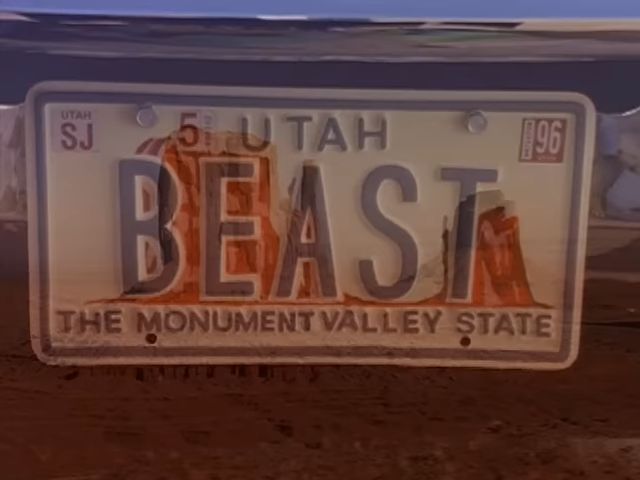 UTAH
SJ
5
UTAH
96
BEAST
THE MONUMENT VALLEY STATE